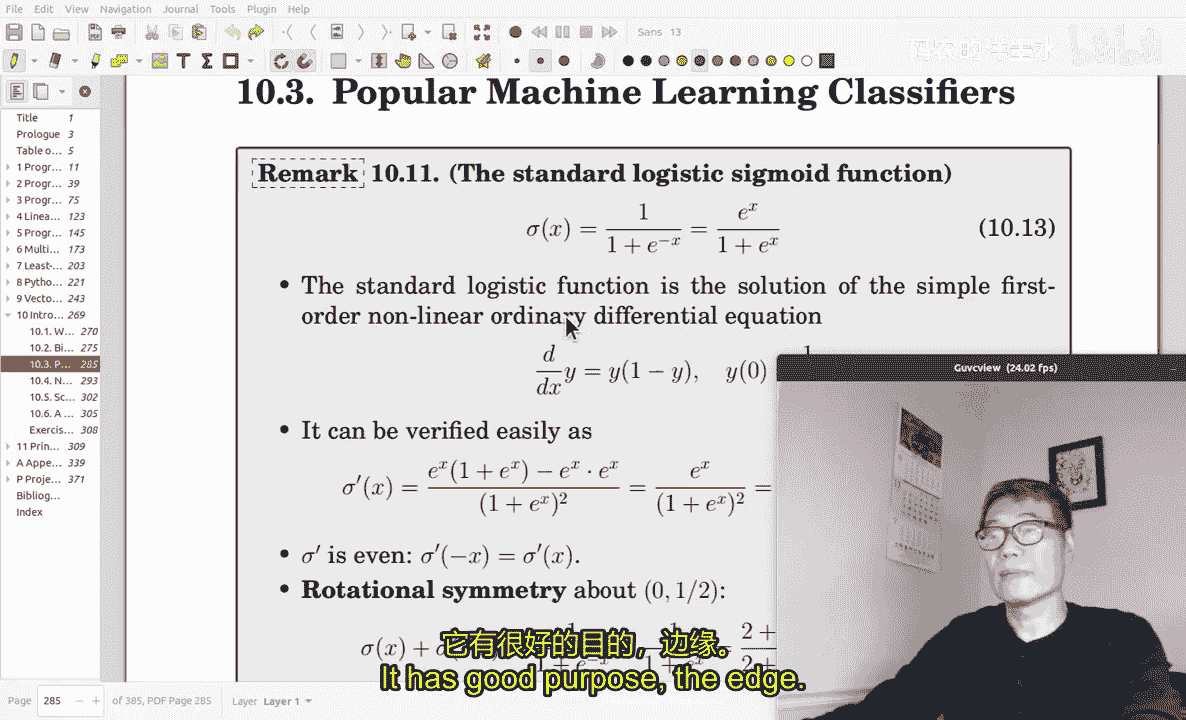 File Edit View Navigation Journal Tools Plugin Help
Sans 13
Title 1
Prologue 3
Table o... 5
1 Progr... 11
2 Progr... 39
3 Progr... 75
4 Linea... 123
5 Progr... 145
6 Multi... 173
7 Least-... 203
8 Pytho... 221
9 Vecto... 243
10 Intro... 269
10.1. W... 270
10.2. Bi... 275
10.3. P... 285
10.4. N... 293
10.5. Sc... 302
10.6. A ... 305
Exercis... 308
11 Prin... 309
A Appe... 339
P Proje... 371
Bibliog...
Index
10.3. Popular Machine Learning Classifiers
Remark 10.11. (The standard logistic sigmoid function)
σ(x) = 1 / (1 + e^{-x}) = e^x / (1 + e^x) (10.13)
• The standard logistic function is the solution of the simple first-
order non-linear ordinary differential equation
d/dx y = y(1 − y), y(0)
• It can be verified easily as
σ′(x) = (e^x(1 + e^x) − e^x · e^x) / (1 + e^x)^2 = e^x / (1 + e^x)^2 =
• σ′ is even: σ′(−x) = σ′(x).
• Rotational symmetry about (0, 1/2):
σ(x) +
Guvcview (24.02 fps)
它有很好的目的，边缘。
It has good purpose, the edge.
Page 285 of 385, PDF Page 285 Layer Layer 1